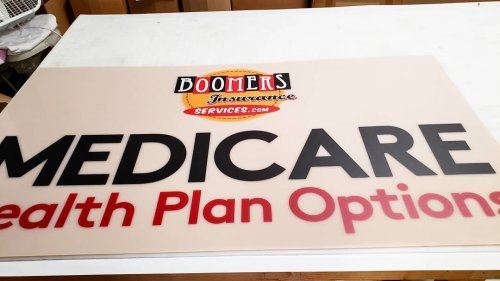 BOOMERS
Insurance
SERVICES.COM
MEDICARE
ealth Plan Options